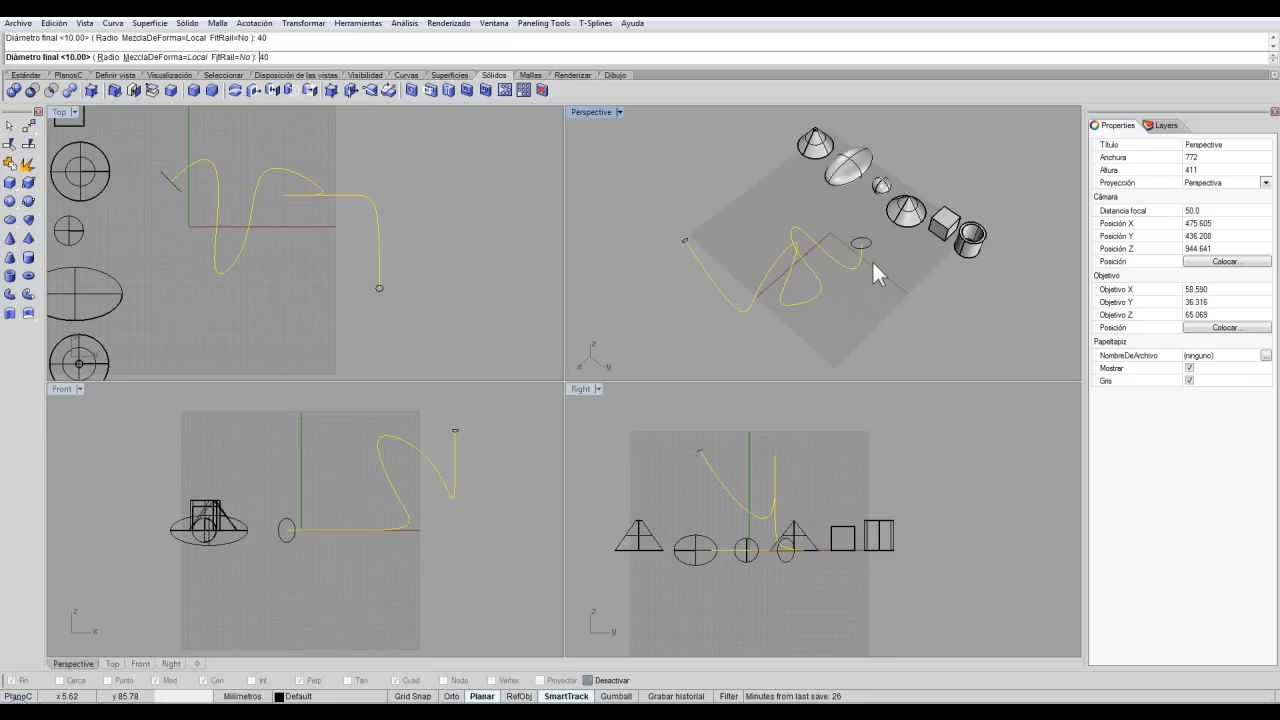 Archivo Edición Vista Curva Superficie Sólido Malla Acotación Transformar Herramientas Análisis Renderizado Ventana Paneling Tools T-Splines Ayuda
Diámetro final <10.00> ( Radio MezclaDeForma=Local FitRail=No ): 40
Diámetro final <10.00> ( Radio MezclaDeForma=Local FitRail=No ): 40
Estándar PlanosC Definir vista Visualización Seleccionar Disposición de las vistas Visibilidad Curvas Superficies Sólidos Mallas Renderizar Dibujo
Top
Perspective
Properties Layers
Título Perspective
Anchura 772
Altura 411
Proyección Perspectiva
Cámara
Distancia focal 50.0
Posición X 475.605
Posición Y 436.208
Posición Z 944.641
Posición Colocar...
Objetivo
Objetivo X 58.590
Objetivo Y 36.316
Objetivo Z 65.069
Posición Colocar...
Papeltapiz
NombreDeArchivo (ninguno) ...
Mostrar
Gris
z
x y
Front
Right
z
x
z
y
Perspective Top Front Right
Fin Cerca Punto Med Cen Int Perp Tan Cuad Nodo Vertex Proyectar Desactivar
PlanoC x 5.62 y 85.78 Milímetros Default Grid Snap Orto Planar RefObj SmartTrack Gumball Grabar historial Filter Minutes from last save: 26